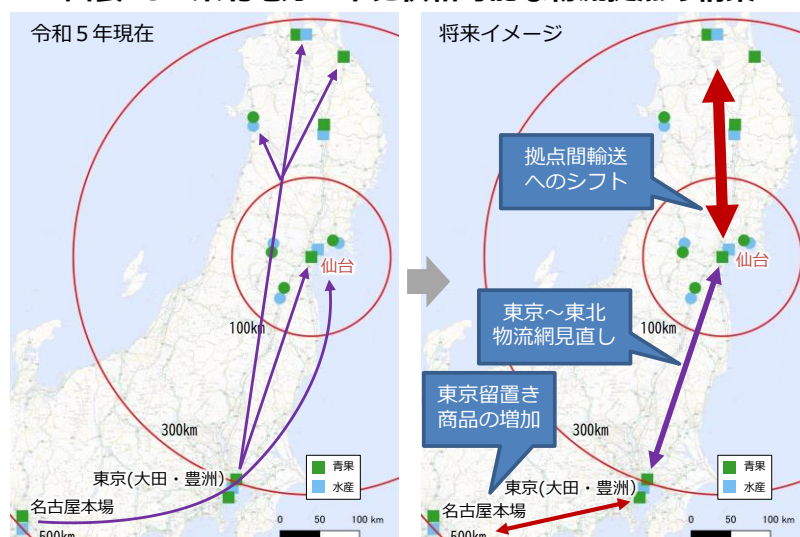 令和５年現在
仙台
100km
300km
東京(大田・豊洲)
名古屋本場
500km
青果
水産
0 50 100 km
将来イメージ
拠点間輸送
へのシフト
仙台
東京～東北
物流網見直し
100km
東京留置き
商品の増加
300km
東京(大田・豊洲)
名古屋本場
500km
青果
水産
0 50 100 km